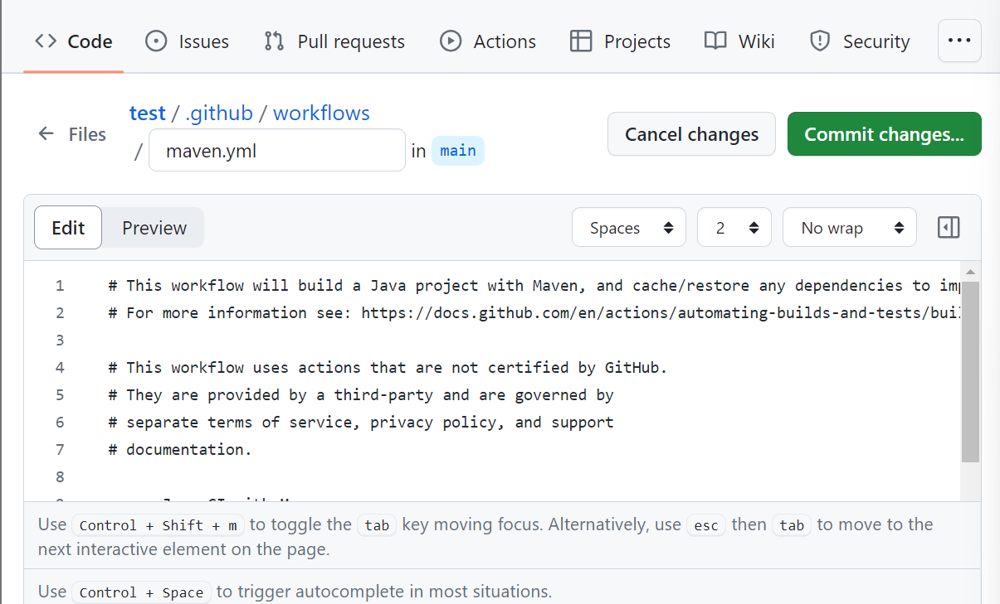 <> Code Issues Pull requests Actions Projects Wiki Security ...
test / .github / workflows
← Files
/ maven.yml in main
Cancel changes Commit changes...
Edit Preview Spaces 2 No wrap
1 # This workflow will build a Java project with Maven, and cache/restore any dependencies to imp
2 # For more information see: https://docs.github.com/en/actions/automating-builds-and-tests/buil
3
4 # This workflow uses actions that are not certified by GitHub.
5 # They are provided by a third-party and are governed by
6 # separate terms of service, privacy policy, and support
7 # documentation.
8
Use Control + Shift + m to toggle the tab key moving focus. Alternatively, use esc then tab to move to the
next interactive element on the page.
Use Control + Space to trigger autocomplete in most situations.